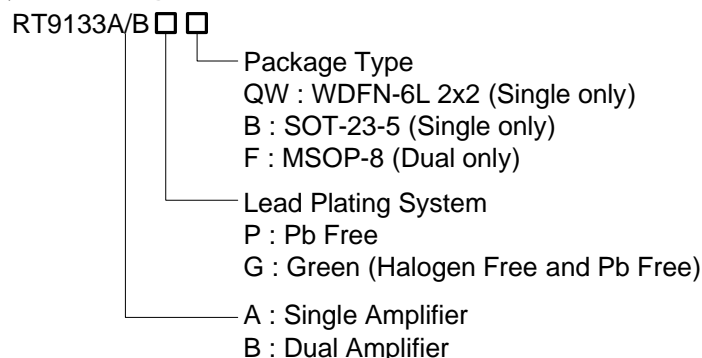 RT9133A/B
Package Type
QW : WDFN-6L 2x2 (Single only)
B : SOT-23-5 (Single only)
F : MSOP-8 (Dual only)
Lead Plating System
P : Pb Free
G : Green (Halogen Free and Pb Free)
A : Single Amplifier
B : Dual Amplifier